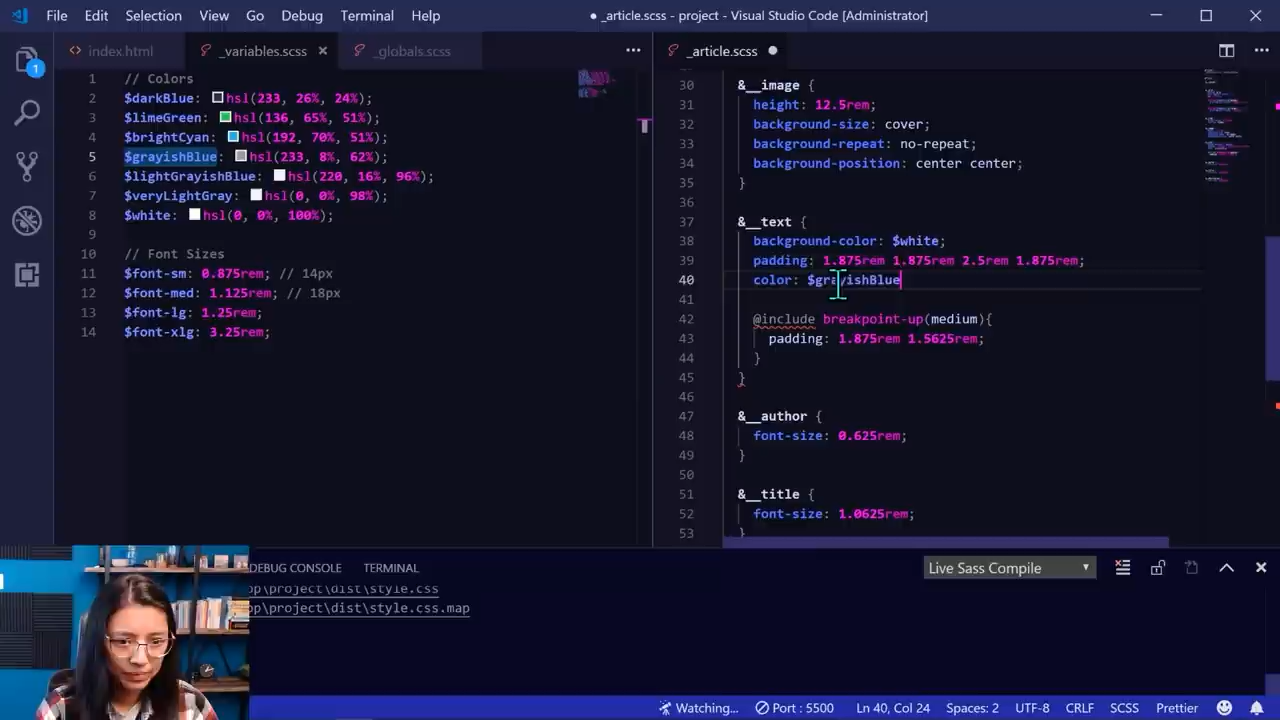 File Edit Selection View Go Debug Terminal Help
● _article.scss - project - Visual Studio Code [Administrator]
index.html _variables.scss × _globals.scss
_article.scss ●
1
1 // Colors
2 $darkBlue: hsl(233, 26%, 24%);
3 $limeGreen: hsl(136, 65%, 51%);
4 $brightCyan: hsl(192, 70%, 51%);
5 $grayishBlue: hsl(233, 8%, 62%);
6 $lightGrayishBlue: hsl(220, 16%, 96%);
7 $veryLightGray: hsl(0, 0%, 98%);
8 $white: hsl(0, 0%, 100%);
9
10 // Font Sizes
11 $font-sm: 0.875rem; // 14px
12 $font-med: 1.125rem; // 18px
13 $font-lg: 1.25rem;
14 $font-xlg: 3.25rem;
30 &__image {
31 height: 12.5rem;
32 background-size: cover;
33 background-repeat: no-repeat;
34 background-position: center center;
35 }
36
37 &__text {
38 background-color: $white;
39 padding: 1.875rem 1.875rem 2.5rem 1.875rem;
40 color: $grayishBlue
41
42 @include breakpoint-up(medium){
43 padding: 1.875rem 1.5625rem;
44 }
45 }
46
47 &__author {
48 font-size: 0.625rem;
49 }
50
51 &__title {
52 font-size: 1.0625rem;
53 }
DEBUG CONSOLE TERMINAL
Live Sass Compile
op\project\dist\style.css
op\project\dist\style.css.map
Watching... Port : 5500 Ln 40, Col 24 Spaces: 2 UTF-8 CRLF SCSS Prettier